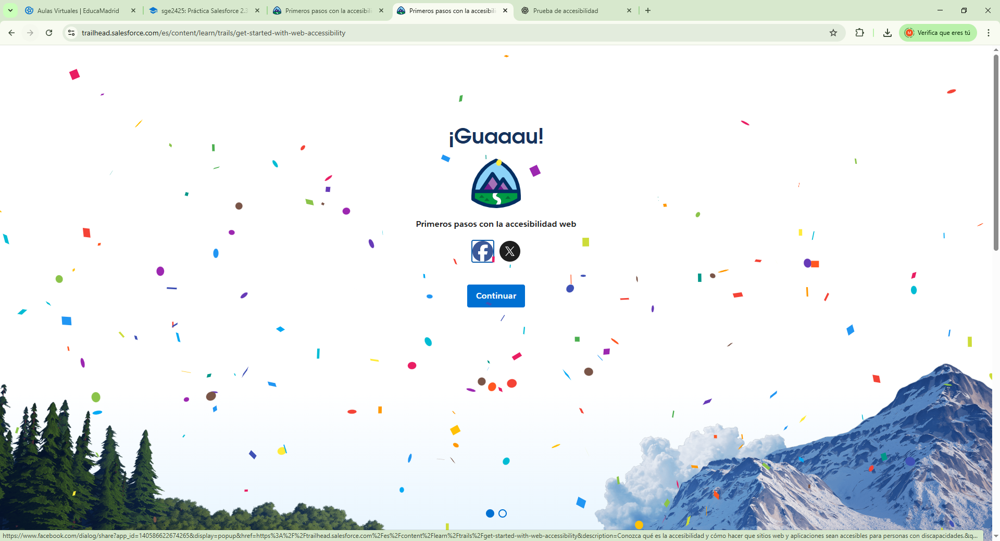 Aulas Virtuales | EducaMadrid
sge2425: Práctica Salesforce 2.
Primeros pasos con la accesibili
Primeros pasos con la accesibili
Prueba de accesibilidad
trailhead.salesforce.com/es/content/learn/trails/get-started-with-web-accessibility
M
Verifica que eres tú
¡Guaaau!
Primeros pasos con la accesibilidad web
Continuar
https://www.facebook.com/dialog/share?app_id=140586622674265&display=popup&href=https%3A%2F%2Ftrailhead.salesforce.com%2Fes%2Fcontent%2Flearn%2Ftrails%2Fget-started-with-web-accessibility&description=Conozca qué es la accesibilidad y cómo hacer que sitios web y aplicaciones sean accesibles para personas con discapacidades.&q...